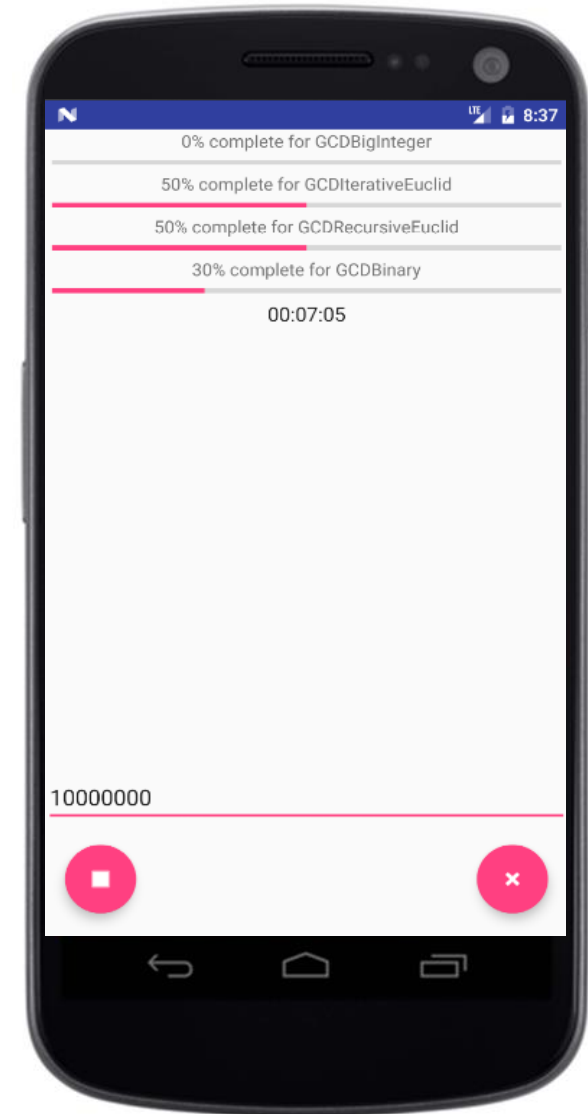 LTE 8:37
0% complete for GCDBigInteger
50% complete for GCDIterativeEuclid
50% complete for GCDRecursiveEuclid
30% complete for GCDBinary
00:07:05
10000000